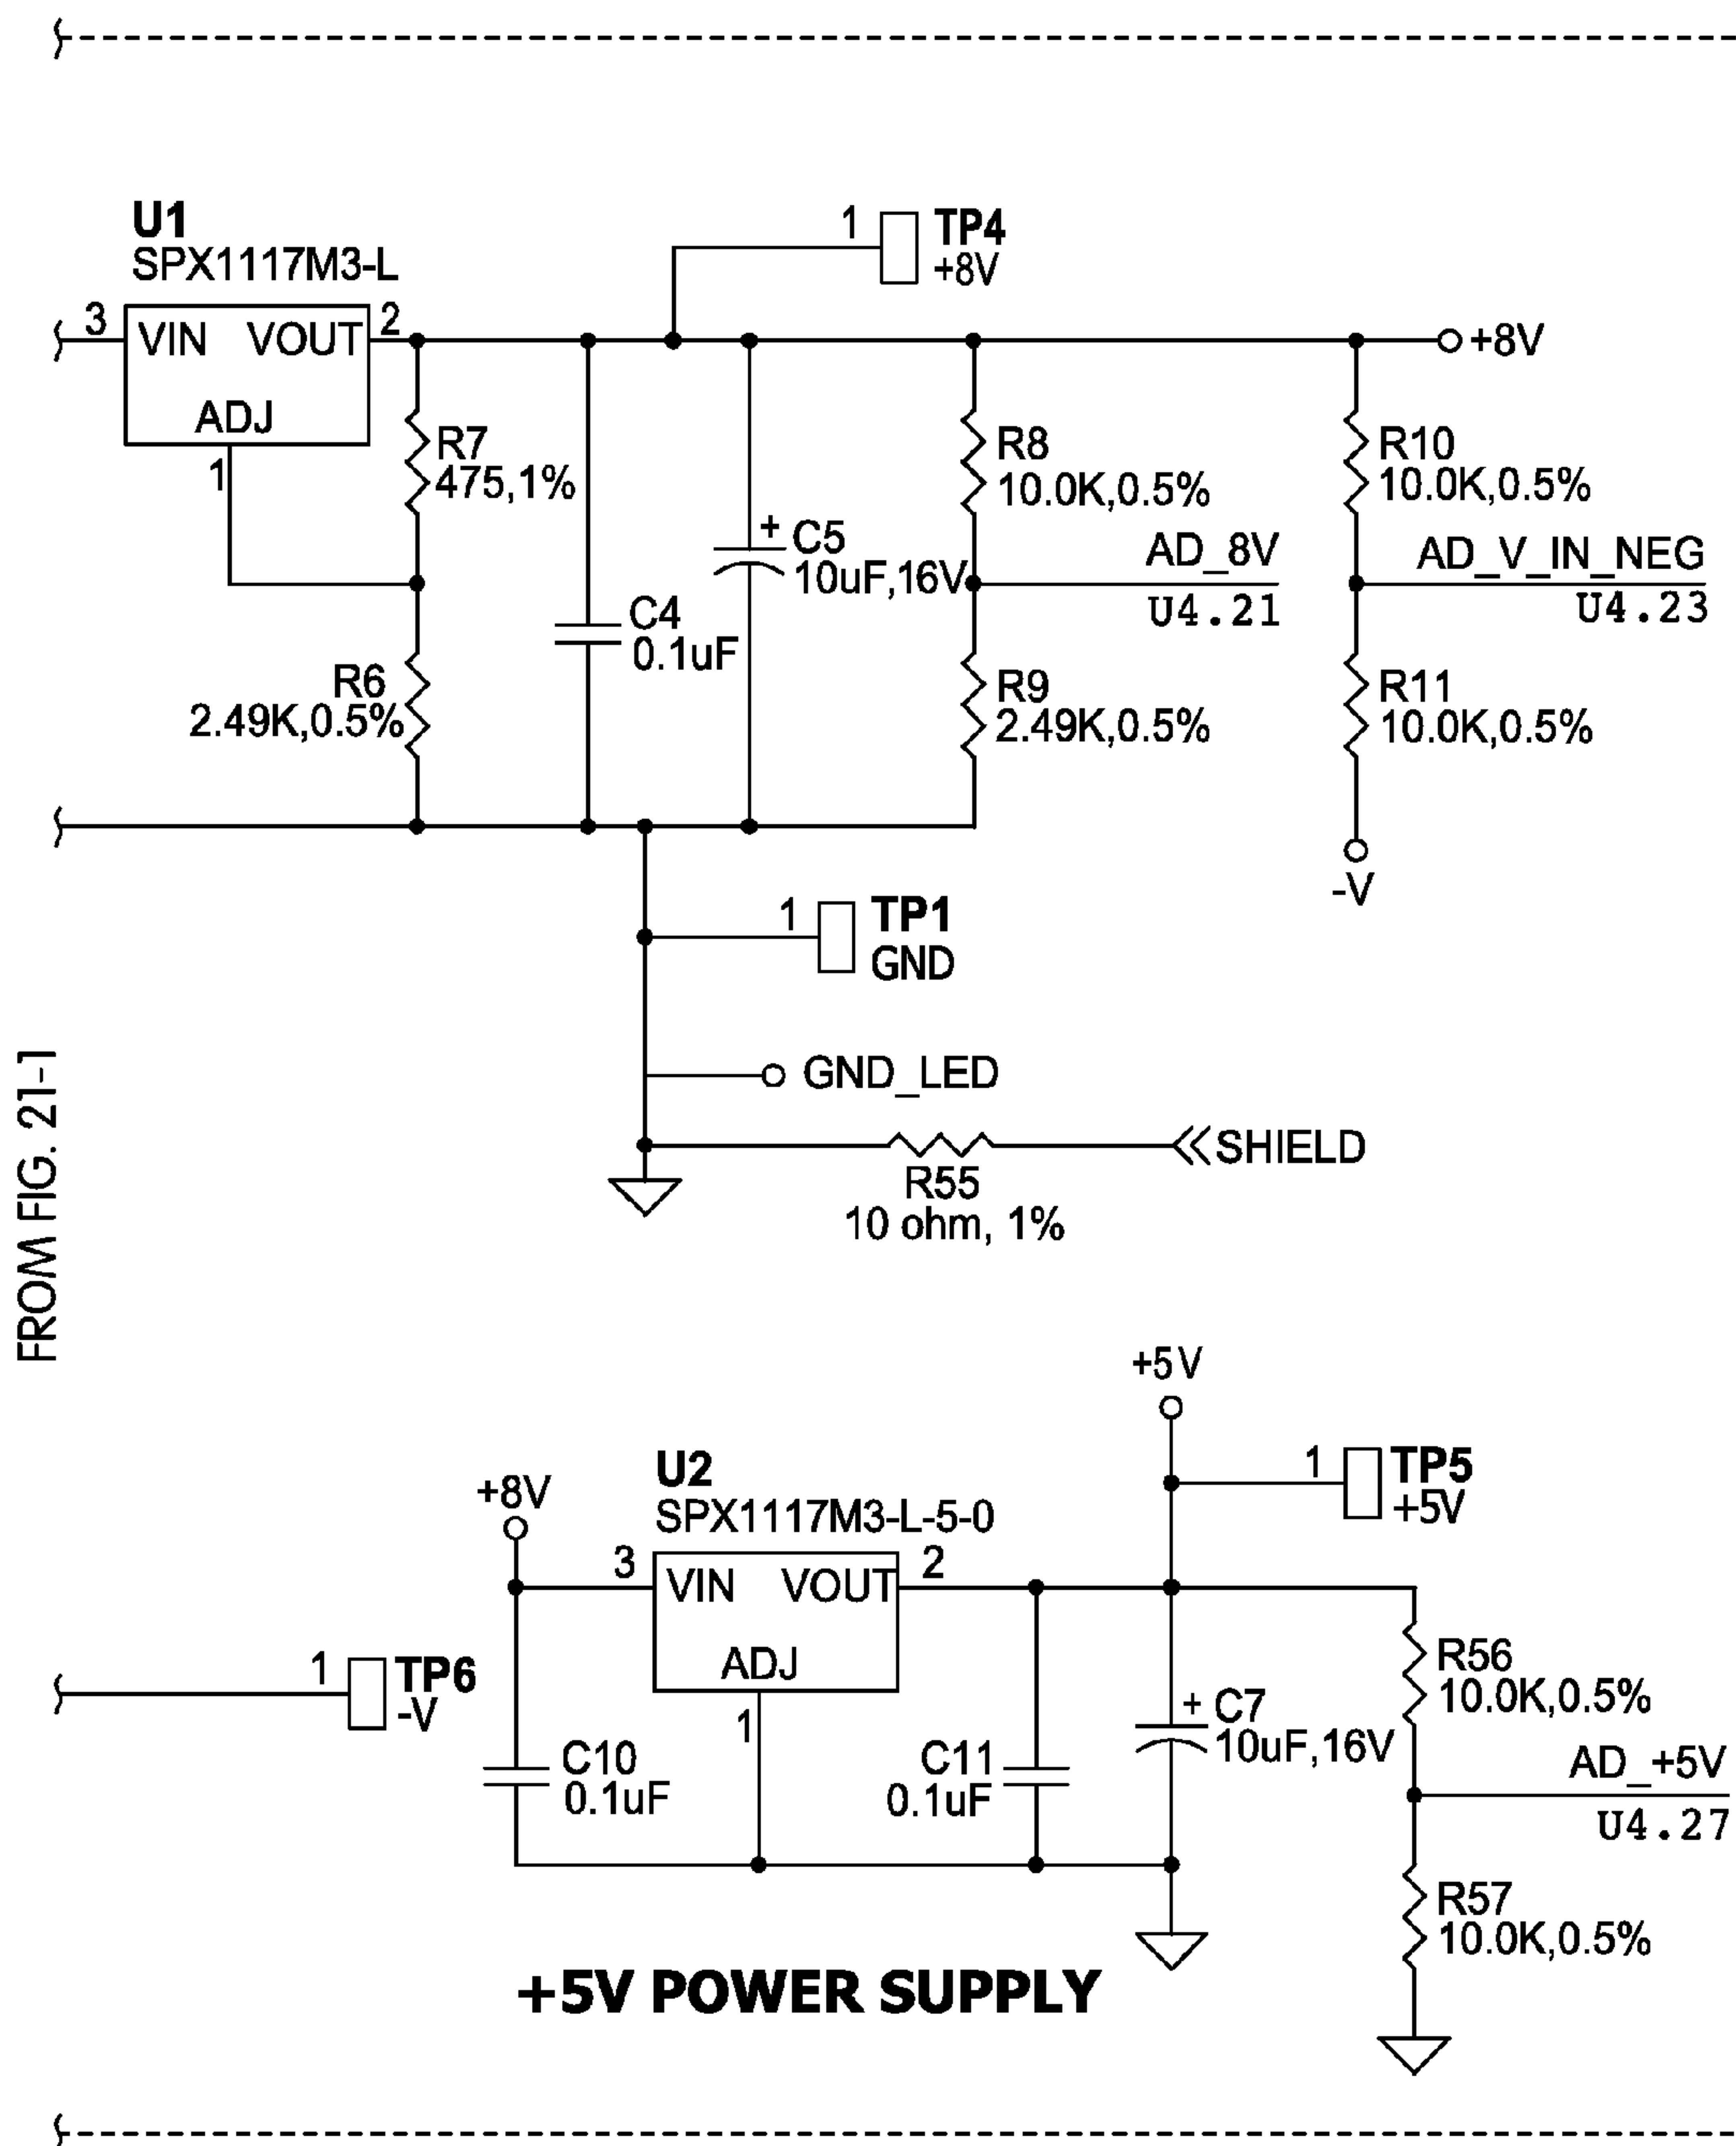 U1
SPX1117M3-L
3
VIN
VOUT
2
ADJ
1
1
TP4
+8V
+8V
R7
475,1%
R6
2.49K,0.5%
C4
0.1uF
+
C5
10uF,16V
R8
10.0K,0.5%
AD_8V
U4.21
R9
2.49K,0.5%
R10
10.0K,0.5%
AD_V_IN_NEG
U4.23
R11
10.0K,0.5%
-V
1
TP1
GND
GND_LED
SHIELD
R55
10 ohm, 1%
FROM FIG. 21-1
+5V
1
TP5
+5V
+8V
U2
SPX1117M3-L-5-0
3
VIN
VOUT
2
ADJ
1
1
TP6
-V
C10
0.1uF
C11
0.1uF
+
C7
10uF,16V
R56
10.0K,0.5%
AD_+5V
U4.27
R57
10.0K,0.5%
+5V POWER SUPPLY